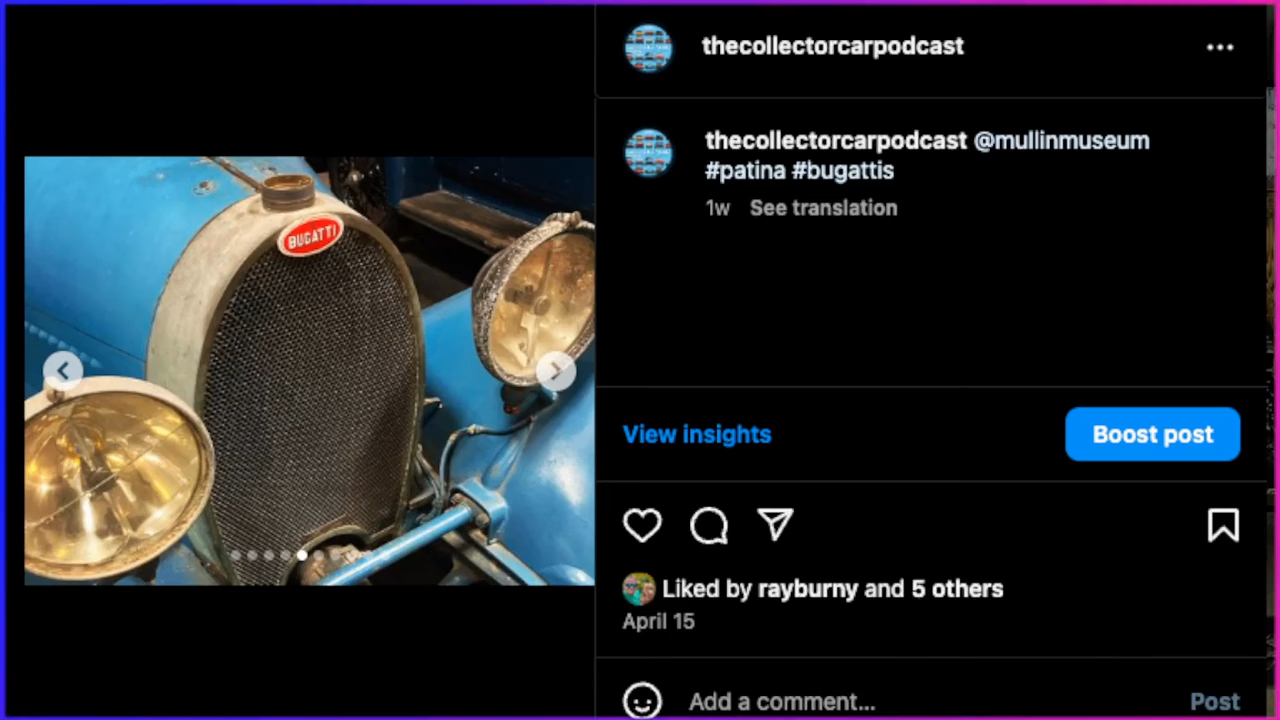 thecollectorcarpodcast
BUGATTI
thecollectorcarpodcast @mullinmuseum
#patina #bugattis
1w See translation
View insights
Boost post
Liked by rayburny and 5 others
April 15
Add a comment...
Post